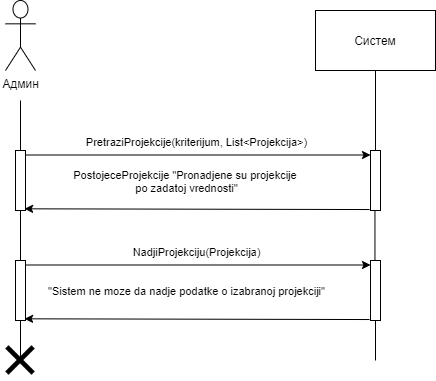 Систем
Админ
PretraziProjekcije(kriterijum, List<Projekcija>)
PostojeceProjekcije "Pronadjene su projekcije
po zadatoj vrednosti"
NadjiProjekciju(Projekcija)
"Sistem ne moze da nadje podatke o izabranoj projekciji"